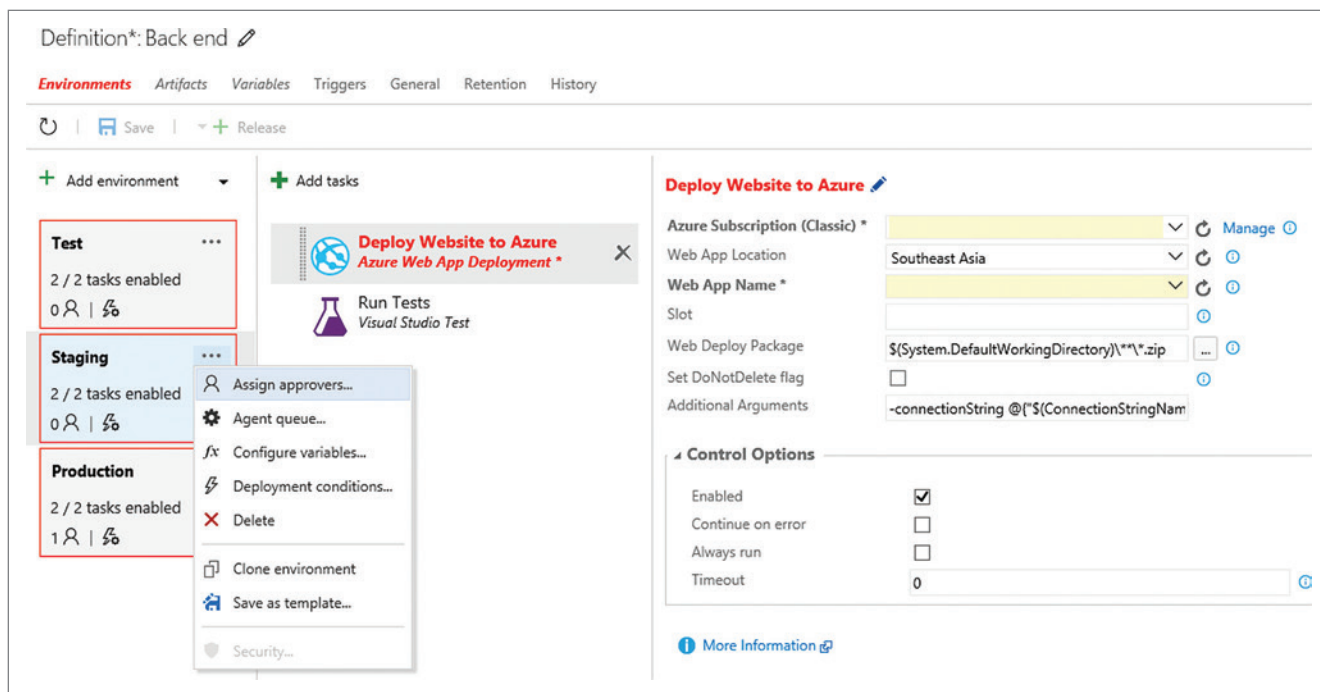 Definition*: Back end
Environments Artifacts Variables Triggers General Retention History
Save | Release
Add environment
Test ...
2 / 2 tasks enabled
0 |
Staging ...
2 / 2 tasks enabled
0 |
Production
2 / 2 tasks enabled
1 |
Assign approvers...
Agent queue...
fx Configure variables...
Deployment conditions...
Delete
Clone environment
Save as template...
Security...
Add tasks
Deploy Website to Azure
Azure Web App Deployment *
Run Tests
Visual Studio Test
Deploy Website to Azure
Azure Subscription (Classic) * Manage
Web App Location Southeast Asia
Web App Name *
Slot
Web Deploy Package $(System.DefaultWorkingDirectory)\**\*.zip ...
Set DoNotDelete flag
Additional Arguments -connectionString @{"$(ConnectionStringNam
Control Options
Enabled
Continue on error
Always run
Timeout 0
More Information